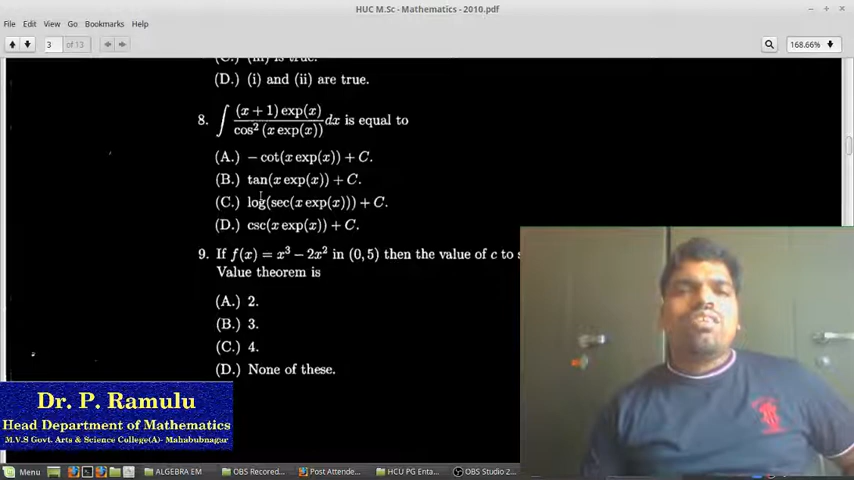 HUC M.Sc - Mathematics - 2010.pdf
File Edit View Go Bookmarks Help
3 of 13 168.66%
(C.) (iii) is true.
(D.) (i) and (ii) are true.
8. ∫ (x + 1) exp(x) / cos² (x exp(x)) dx is equal to
(A.) − cot(x exp(x)) + C.
(B.) tan(x exp(x)) + C.
(C.) log(sec(x exp(x))) + C.
(D.) csc(x exp(x)) + C.
9. If f(x) = x³ − 2x² in (0, 5) then the value of c to
Value theorem is
(A.) 2.
(B.) 3.
(C.) 4.
(D.) None of these.
Dr. P. Ramulu
Head Department of Mathematics
M.V.S Govt. Arts & Science College(A)- Mahabubnagar
Menu ALGEBRA EM OBS Recored... Post Attende... HCU PG Enta... OBS Studio 2...